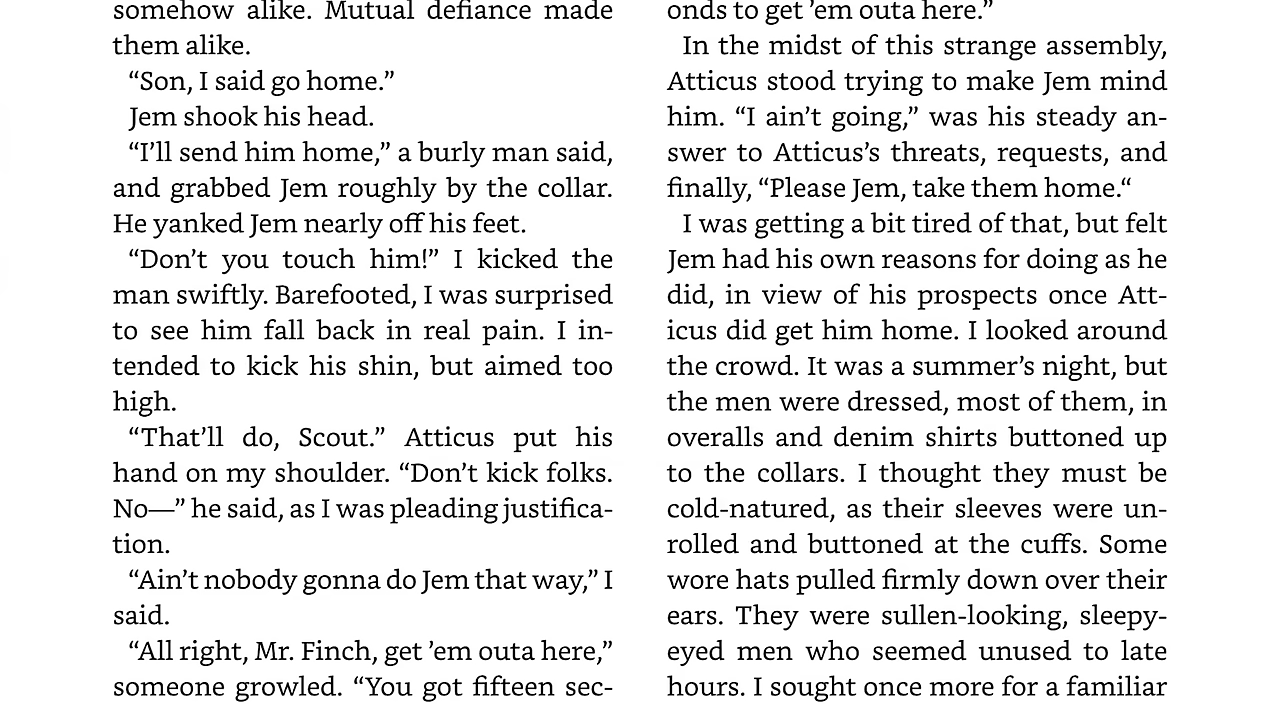 somehow alike. Mutual defiance made
them alike.
“Son, I said go home.”
Jem shook his head.
“I’ll send him home,” a burly man said,
and grabbed Jem roughly by the collar.
He yanked Jem nearly off his feet.
“Don’t you touch him!” I kicked the
man swiftly. Barefooted, I was surprised
to see him fall back in real pain. I in-
tended to kick his shin, but aimed too
high.
“That’ll do, Scout.” Atticus put his
hand on my shoulder. “Don’t kick folks.
No—” he said, as I was pleading justifica-
tion.
“Ain’t nobody gonna do Jem that way,” I
said.
“All right, Mr. Finch, get ’em outa here,”
someone growled. “You got fifteen sec-
onds to get ’em outa here.”
In the midst of this strange assembly,
Atticus stood trying to make Jem mind
him. “I ain’t going,” was his steady an-
swer to Atticus’s threats, requests, and
finally, “Please Jem, take them home.“
I was getting a bit tired of that, but felt
Jem had his own reasons for doing as he
did, in view of his prospects once Att-
icus did get him home. I looked around
the crowd. It was a summer’s night, but
the men were dressed, most of them, in
overalls and denim shirts buttoned up
to the collars. I thought they must be
cold-natured, as their sleeves were un-
rolled and buttoned at the cuffs. Some
wore hats pulled firmly down over their
ears. They were sullen-looking, sleepy-
eyed men who seemed unused to late
hours. I sought once more for a familiar